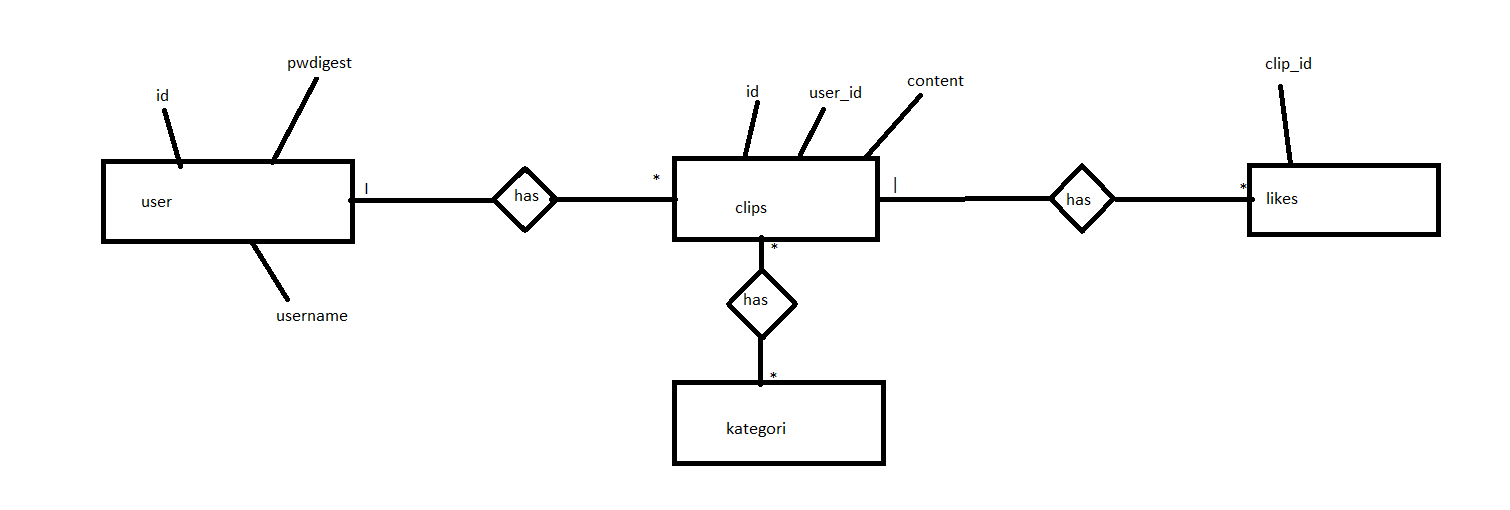 pwdigest
id
id
user_id
content
clip_id
user
|
has
*
clips
|
has
*
likes
*
has
username
*
kategori